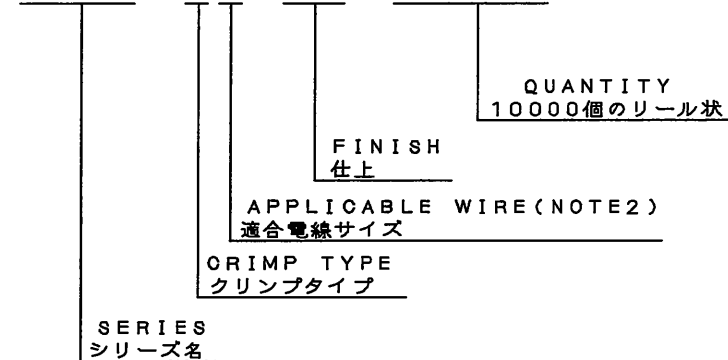 QUANTITY
10000個のリール状
FINISH
仕上
APPLICABLE WIRE(NOTE2)
適合電線サイズ
CRIMP TYPE
クリンプタイプ
SERIES
シリーズ名